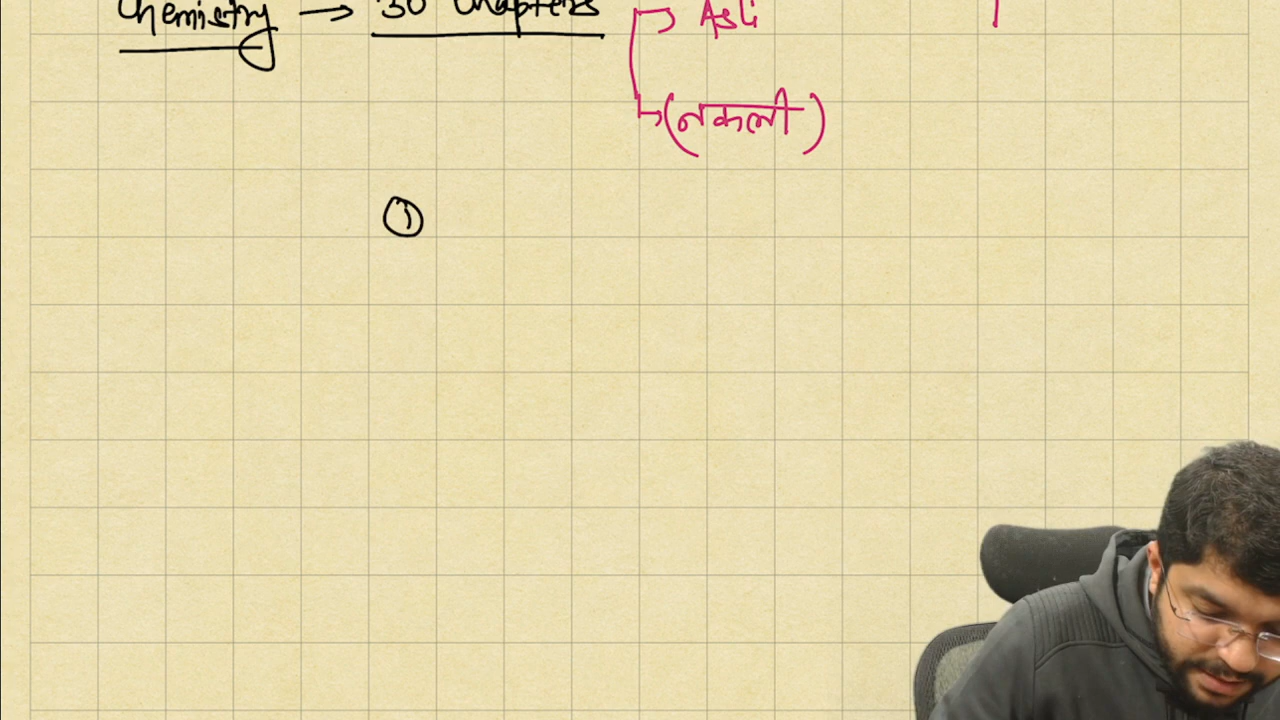 Chemistry → 30 Chapters
Asli
(नकली)
①